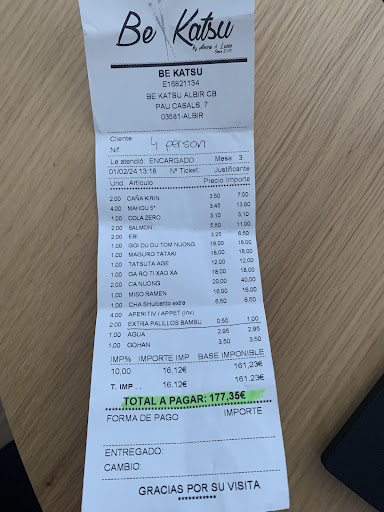 Be Katsu
by Anna & Luna
BE KATSU
E16621134
BE KATSU ALBIR CB
PAU CASALS, 7
03581-ALBIR
Cliente
Nif. 4 person
Le atendió: ENCARGADO Mesa: 3
01/02/24 13:18 Nº Ticket Justificante
Und. Artículo Precio Importe
2,00 CAÑA KIRIN 3,50 7,00
4,00 MAHOU 5* 3,45 13,80
1,00 COLA ZERO 3,10 3,10
2,00 SALMON 5,50 11,00
2,00 EBI 3,25 6,50
1,00 GOI DU DU TOM NUONG 18,00 18,00
1,00 MAGURO TATAKI 18,00 18,00
1,00 TATSUTA AGE 12,00 12,00
1,00 GA RO TI XAO XA 18,00 18,00
2,00 CA NUONG 20,00 40,00
1,00 MISO RAMEN 16,00 16,00
1,00 CHA extra 6,50 6,50
4,00 APERITIV / APPET (inv)
2,00 EXTRA PALILLOS BAMBU 0,50 1,00
1,00 AGUA 2,95 2,95
1,00 GOHAN 3,50 3,50
IMP% IMPORTE IMP BASE IMPONIBLE
10,00 16,12€ 161,23€
T. IMP . . 16,12€ 161,23€
TOTAL A PAGAR: 177,35€
FORMA DE PAGO IMPORTE
ENTREGADO:
CAMBIO:
GRACIAS POR SU VISITA